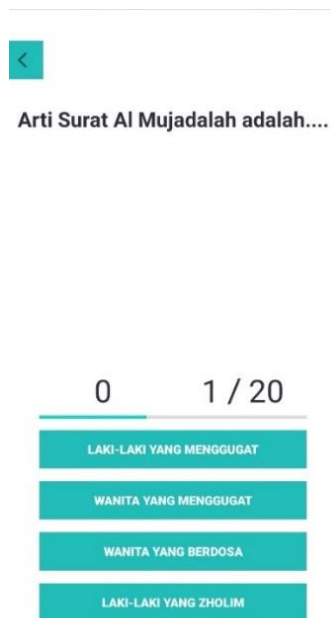 Arti Surat Al Mujadalah adalah....
0 1 / 20
LAKI-LAKI YANG MENGGUGAT
WANITA YANG MENGGUGAT
WANITA YANG BERDOSA
LAKI-LAKI YANG ZHOLIM